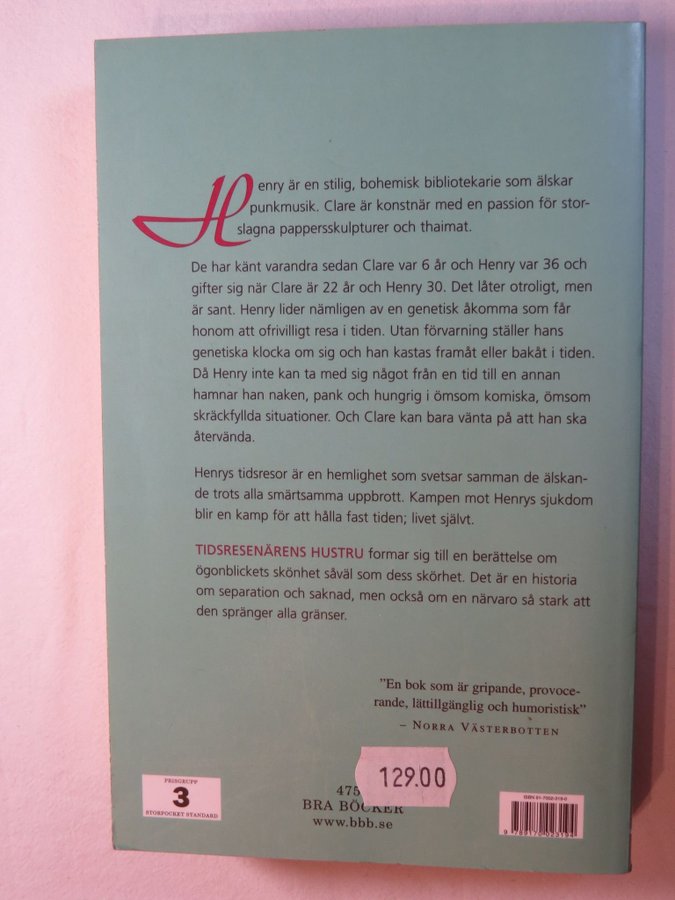 Henry är en stilig, bohemisk bibliotekarie som älskar
punkmusik. Clare är konstnär med en passion för stor-
slagna pappersskulpturer och thaimat.
De har känt varandra sedan Clare var 6 år och Henry var 36 och
gifter sig när Clare är 22 år och Henry 30. Det låter otroligt, men
är sant. Henry lider nämligen av en genetisk åkomma som får
honom att ofrivilligt resa i tiden. Utan förvarning ställer hans
genetiska klocka om sig och han kastas framåt eller bakåt i tiden.
Då Henry inte kan ta med sig något från en tid till en annan
hamnar han naken, pank och hungrig i ömsom komiska, ömsom
skräckfyllda situationer. Och Clare kan bara vänta på att han ska
återvända.
Henrys tidsresor är en hemlighet som svetsar samman de älskan-
de trots alla smärtsamma uppbrott. Kampen mot Henrys sjukdom
blir en kamp för att hålla fast tiden; livet självt.
TIDSRESENÄRENS HUSTRU formar sig till en berättelse om
ögonblickets skönhet såväl som dess skörhet. Det är en historia
om separation och saknad, men också om en närvaro så stark att
den spränger alla gränser.
"En bok som är gripande, provoce-
rande, lättillgänglig och humoristisk"
– NORRA VÄSTERBOTTEN
129.00
475
BRA BÖCKER
www.bbb.se
PRISGRUPP
3
STORPOCKET STANDARD
ISBN 91-7002-319-0
9 789170 023194